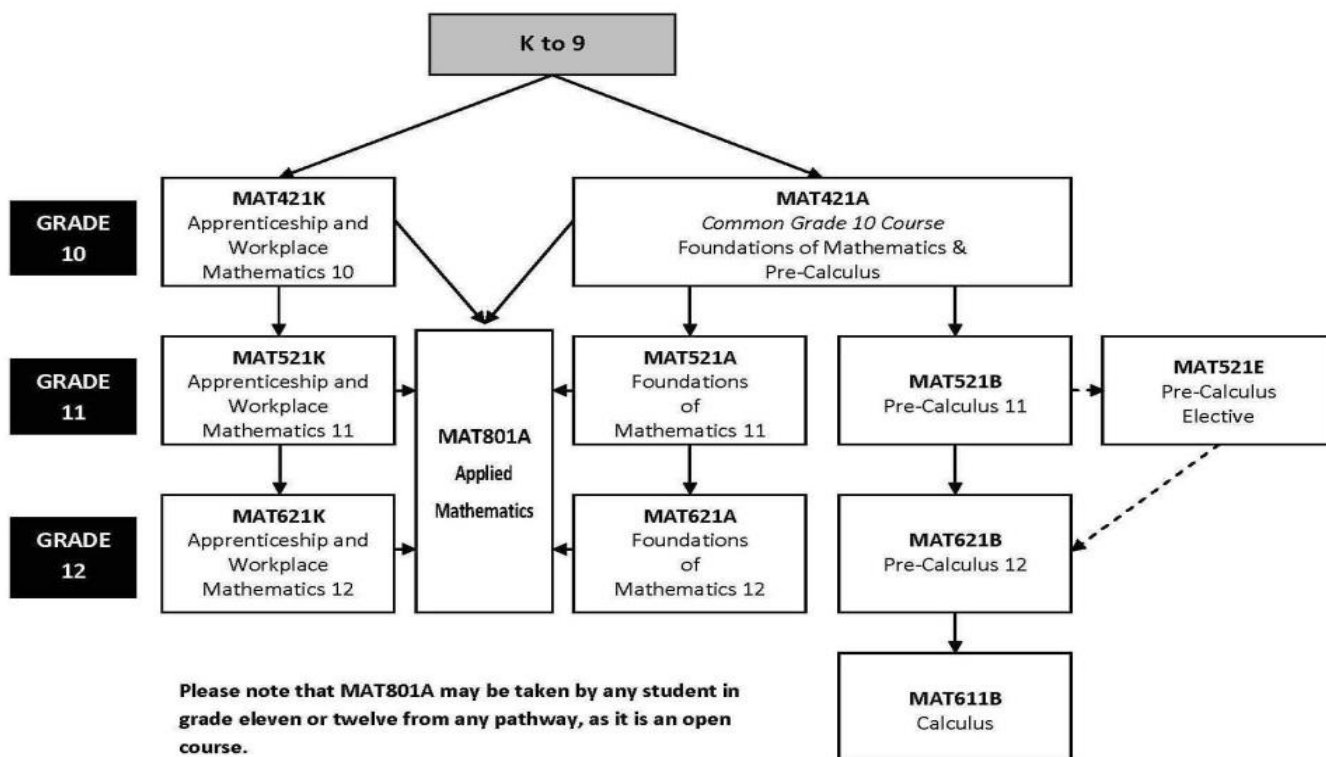 K to 9
GRADE
10
MAT421K
Apprenticeship and
Workplace
Mathematics 10
MAT421A
Common Grade 10 Course
Foundations of Mathematics &
Pre-Calculus
GRADE
11
MAT521K
Apprenticeship and
Workplace
Mathematics 11
MAT801A
Applied
Mathematics
MAT521A
Foundations
of
Mathematics 11
MAT521B
Pre-Calculus 11
MAT521E
Pre-Calculus
Elective
GRADE
12
MAT621K
Apprenticeship and
Workplace
Mathematics 12
MAT621A
Foundations
of
Mathematics 12
MAT621B
Pre-Calculus 12
MAT611B
Calculus
Please note that MAT801A may be taken by any student in
grade eleven or twelve from any pathway, as it is an open
course.